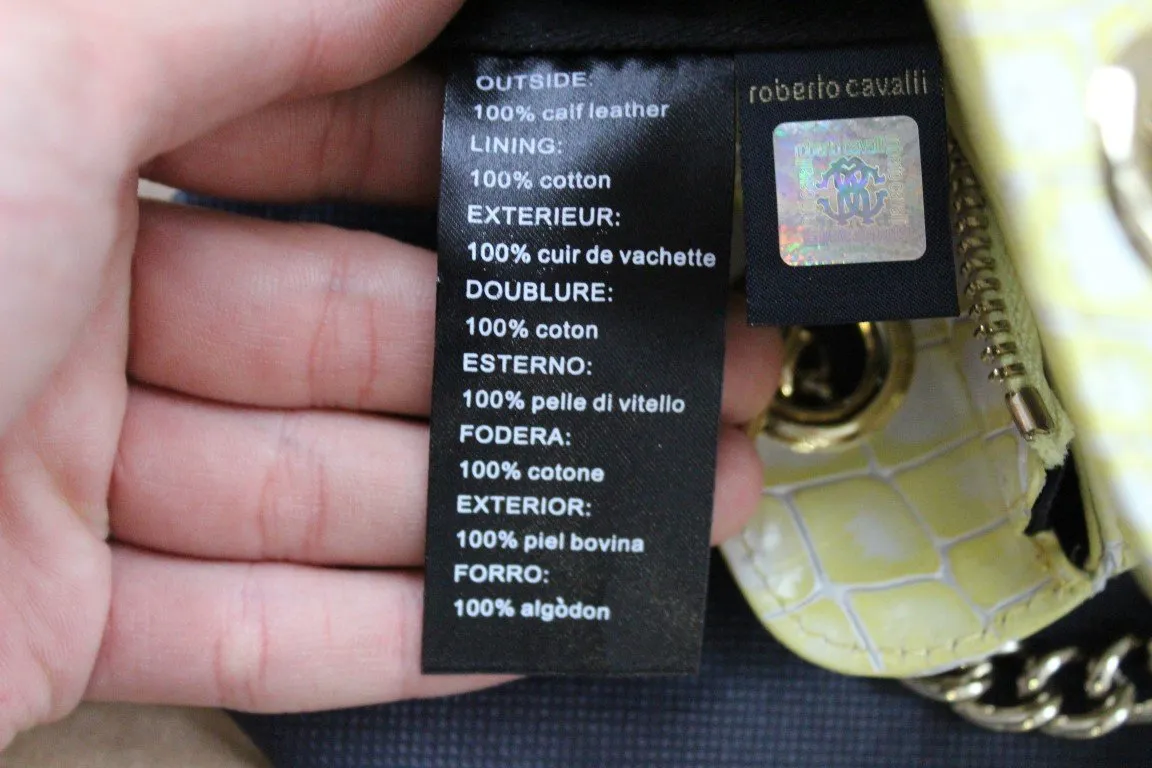 OUTSIDE:
100% calf leather
LINING:
100% cotton
EXTERIEUR:
100% cuir de vachette
DOUBLURE:
100% coton
ESTERNO:
100% pelle di vitello
FODERA:
100% cotone
EXTERIOR:
100% piel bovina
FORRO:
100% algòdon
roberto cavalli